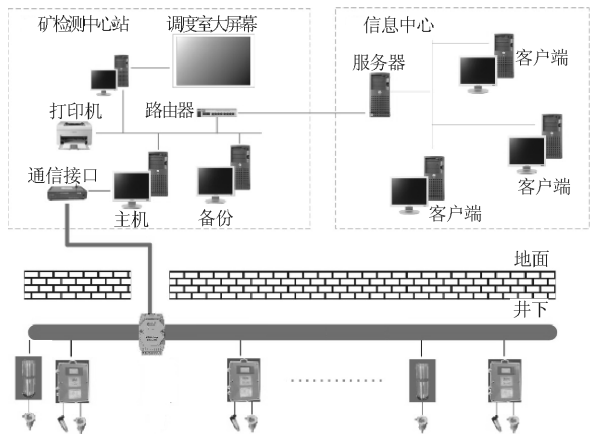 矿检测中心站
调度室大屏幕
信息中心
服务器
客户端
打印机
路由器
客户端
通信接口
主机
备份
客户端
地面
井下